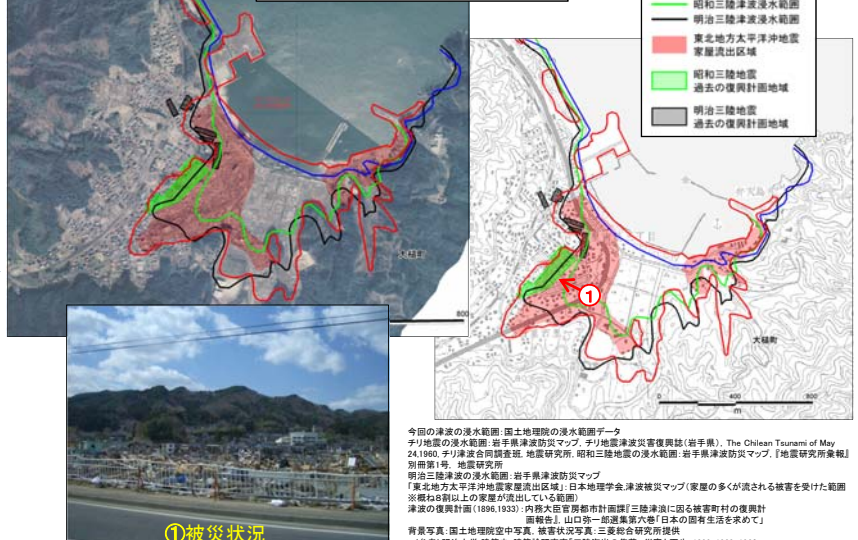 昭和三陸津波浸水範囲
明治三陸津波浸水範囲
東北地方太平洋沖地震
家屋流出区域
昭和三陸地震
過去の復興計画地域
明治三陸地震
過去の復興計画地域
大槌町
800
①
大槌町
0 400 800
m
①被災状況
今回の津波の浸水範囲：国土地理院の浸水範囲データ
チリ地震の浸水範囲：岩手県津波防災マップ, チリ地震津波災害復興誌（岩手県）, The Chilean Tsunami of May
24,1960, チリ津波合同調査班, 地震研究所, 昭和三陸地震の浸水範囲：岩手県津波防災マップ,『地震研究所彙報』
別冊第1号, 地震研究所
明治三陸津波の浸水範囲：岩手県津波防災マップ
「東北地方太平洋沖地震家屋流出区域」：日本地理学会,津波被災マップ（家屋の多くが流される被害を受けた範囲
※概ね8割以上の家屋が流出している範囲）
津波の復興計画（1896,1933）：内務大臣官房都市計画課『三陸津浪に因る被害町村の復興計
画報告』, 山口弥一郎選集第六巻「日本の固有生活を求めて」
背景写真：国土地理院空中写真, 被害状況写真：三菱総合研究所提供